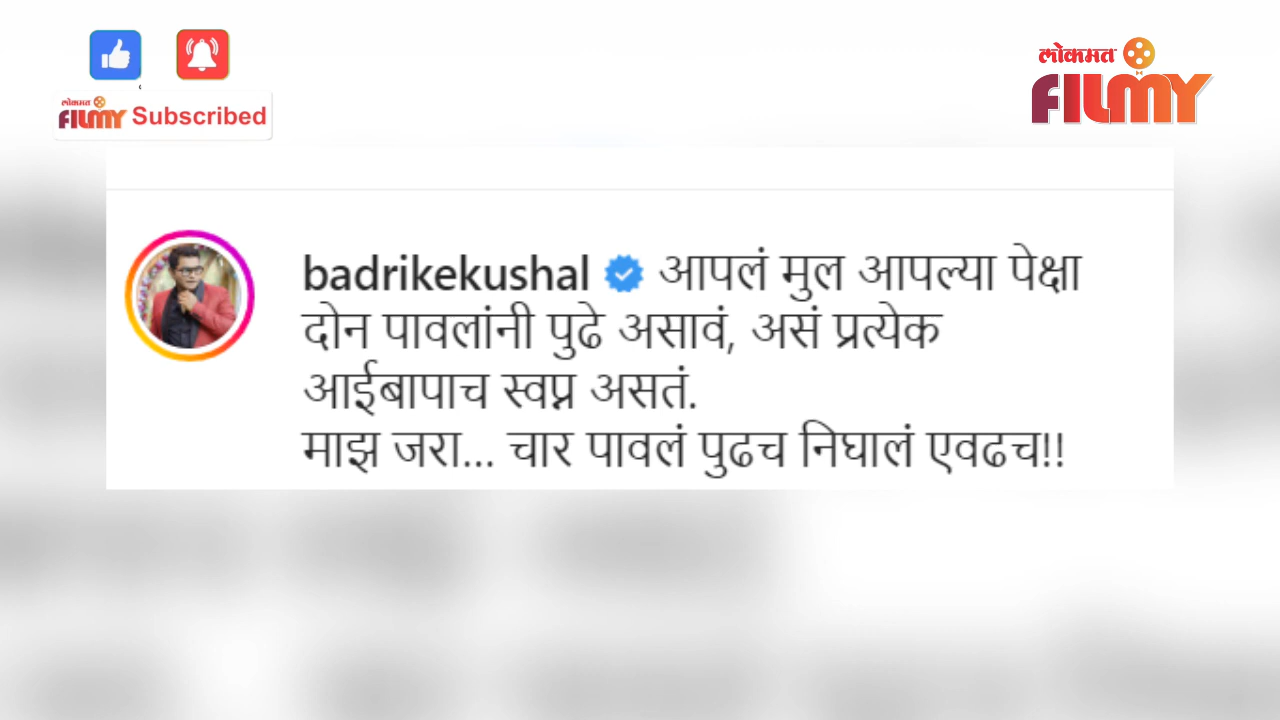 लोकमत
FILMY
लोकमत
FILMY Subscribed
badrikekushal आपलं मुल आपल्या पेक्षा
दोन पावलांनी पुढे असावं, असं प्रत्येक
आईबापाच स्वप्न असतं.
माझ जरा... चार पावलं पुढच निघालं एवढच!!